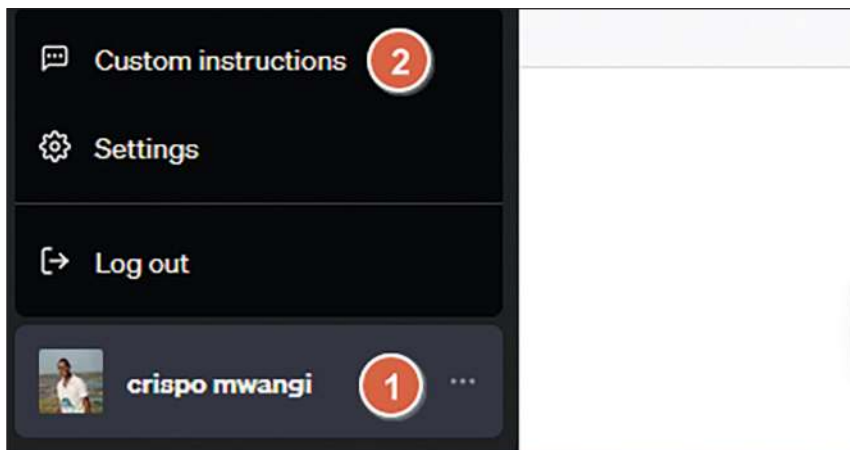 Custom instructions 2
Settings
Log out
crispo mwangi 1 ...